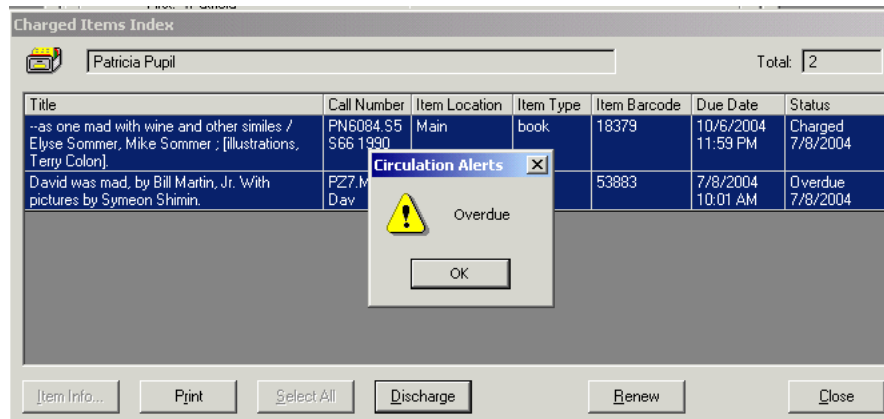 Charged Items Index
Patricia Pupil Total: 2
Title Call Number Item Location Item Type Item Barcode Due Date Status
--as one mad with wine and other similes / PN6084.S5 Main book 18379 10/6/2004 Charged
Elyse Sommer, Mike Sommer ; [illustrations, S66 1990 11:59 PM 7/8/2004
Terry Colon].
Circulation Alerts
David was mad, by Bill Martin, Jr. With 53883 7/8/2004 Overdue
pictures by Symeon Shimin. Dav 10:01 AM 7/8/2004
Overdue
OK
Item Info... Print Select All Discharge Renew Close